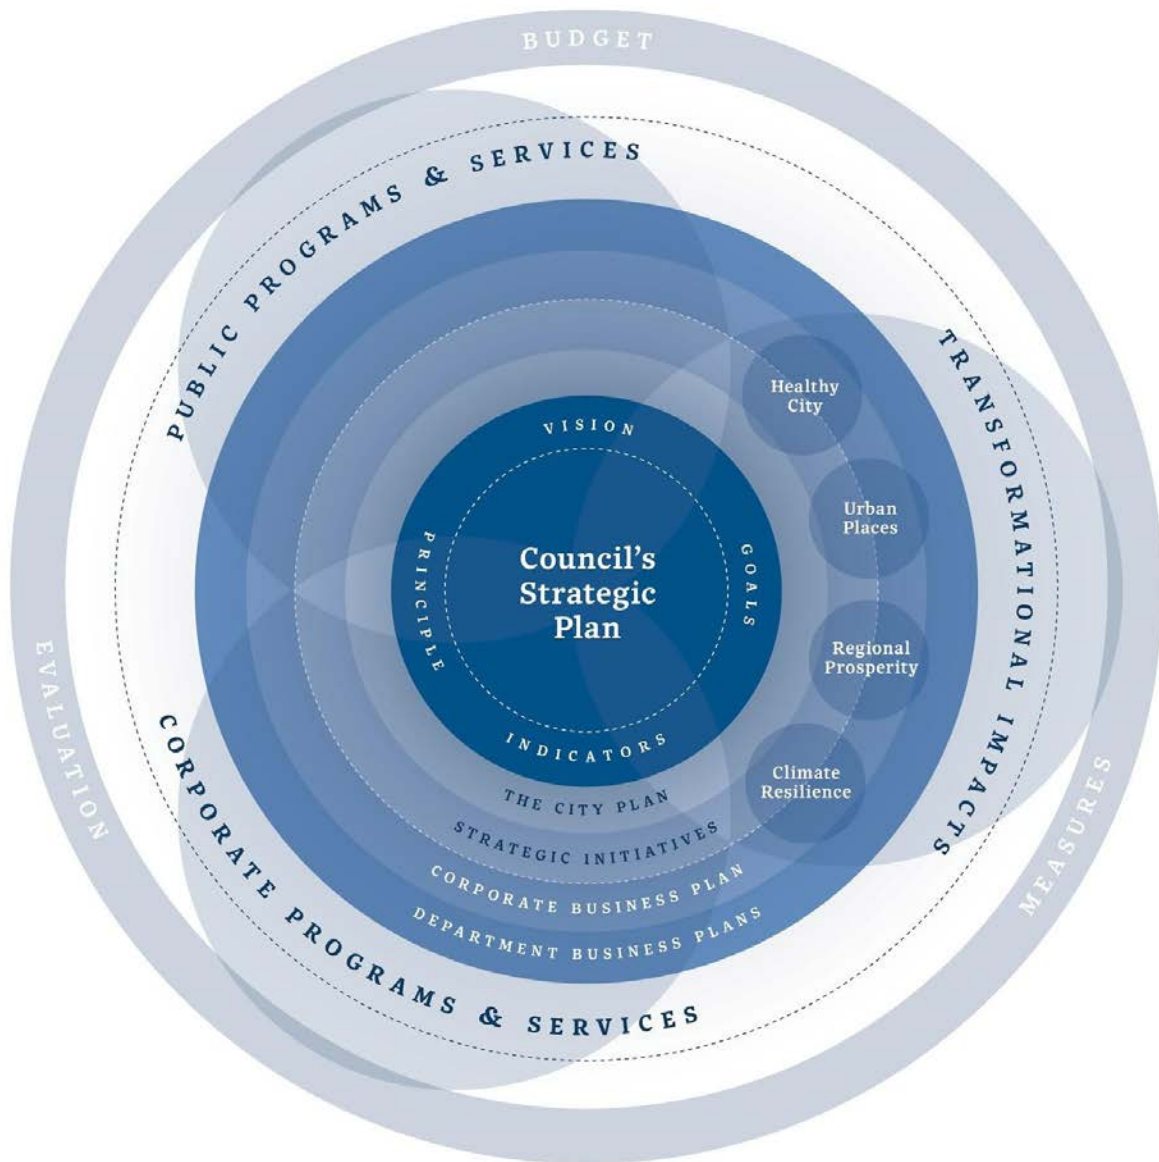 BUDGET
PUBLIC PROGRAMS & SERVICES
TRANSFORMATIONAL IMPACTS
Healthy
City
VISION
Urban
Places
PRINCIPLE
GOALS
Council's
Strategic
Plan
Regional
Prosperity
INDICATORS
Climate
Resilience
THE CITY PLAN
STRATEGIC INITIATIVES
CORPORATE BUSINESS PLAN
DEPARTMENT BUSINESS PLANS
EVALUATION
MEASURES
CORPORATE PROGRAMS & SERVICES